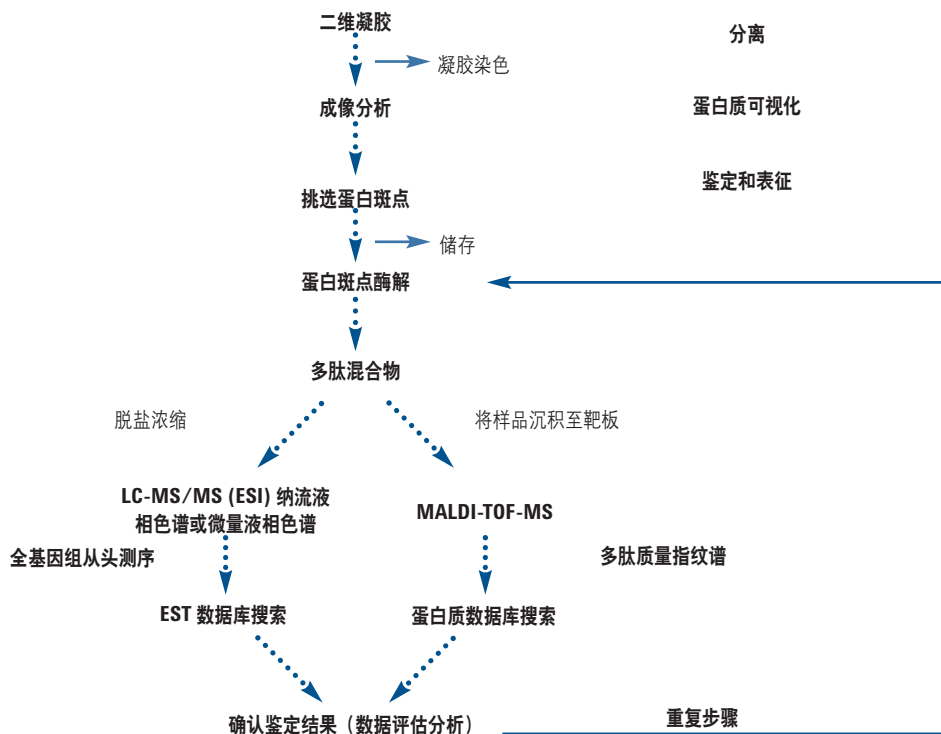 二维凝胶
分离
凝胶染色
成像分析
蛋白质可视化
鉴定和表征
挑选蛋白斑点
储存
蛋白斑点酶解
多肽混合物
脱盐浓缩
将样品沉积至靶板
LC-MS/MS (ESI) 纳流液
相色谱或微量液相色谱
MALDI-TOF-MS
全基因组从头测序
多肽质量指纹谱
EST 数据库搜索
蛋白质数据库搜索
确认鉴定结果（数据评估分析）
重复步骤